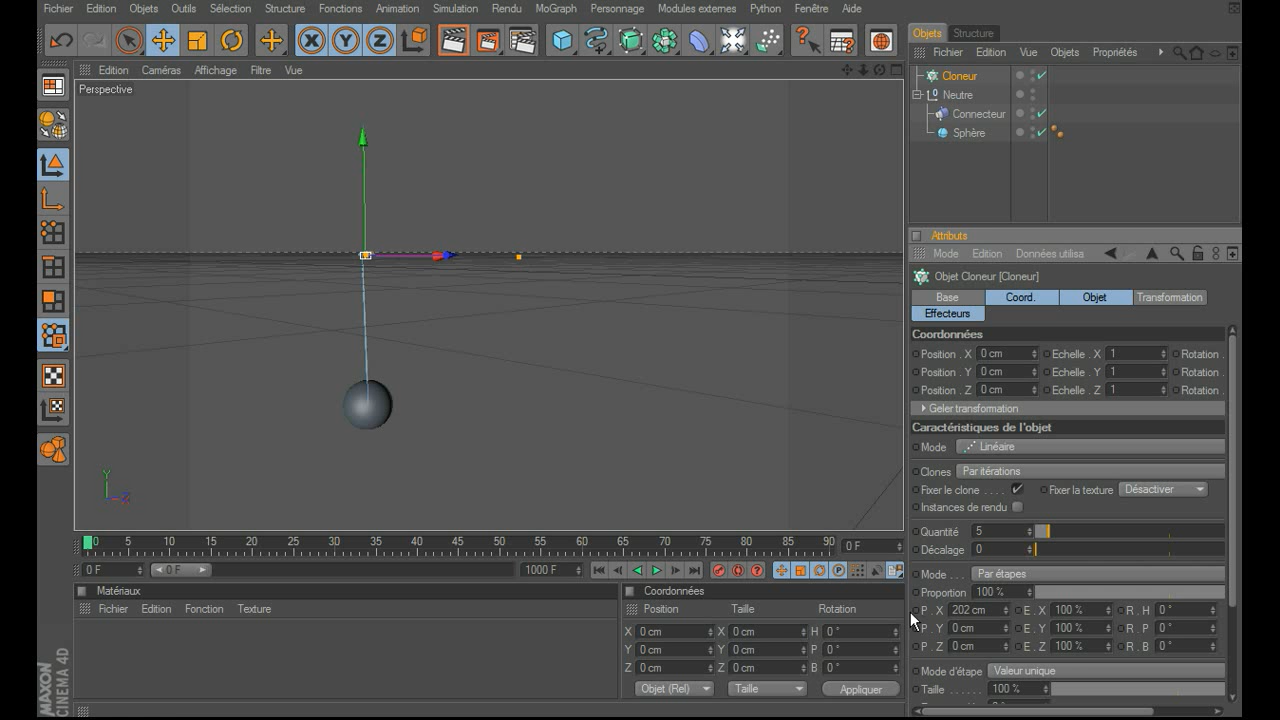 Fichier Edition Objets Outils Sélection Structure Fonctions Animation Simulation Rendu MoGraph Personnage Modules externes Python Fenêtre Aide
X Y Z
Objets Structure
Fichier Edition Vue Objets Propriétés
Edition Caméras Affichage Filtre Vue
Perspective
Cloneur
Neutre
Connecteur
Sphère
Attributs
Mode Edition Données utilisa
Objet Cloneur [Cloneur]
Base Coord. Objet Transformation
Effecteurs
Coordonnées
Position . X 0 cm Echelle . X 1 Rotation .
Position . Y 0 cm Echelle . Y 1 Rotation .
Position . Z 0 cm Echelle . Z 1 Rotation .
Geler transformation
Caractéristiques de l'objet
Mode Linéaire
Clones Par itérations
Fixer le clone . . . . Fixer la texture Désactiver
Instances de rendu
Quantité 5
Décalage 0
Mode . . . Par étapes
Proportion 100 %
P . X 202 cm E . X 100 % R . H 0 °
P . Y 0 cm E . Y 100 % R . P 0 °
P . Z 0 cm E . Z 100 % R . B 0 °
Mode d'étape Valeur unique
Taille . . . . . . 100 %
Y
Z
0 5 10 15 20 25 30 35 40 45 50 55 60 65 70 75 80 85 90 0 F
0 F 0 F 1000 F
Matériaux
Fichier Edition Fonction Texture
Coordonnées
Position Taille Rotation
X 0 cm X 0 cm H 0 °
Y 0 cm Y 0 cm P 0 °
Z 0 cm Z 0 cm B 0 °
Objet (Rel) Taille Appliquer
MAXON
CINEMA 4D